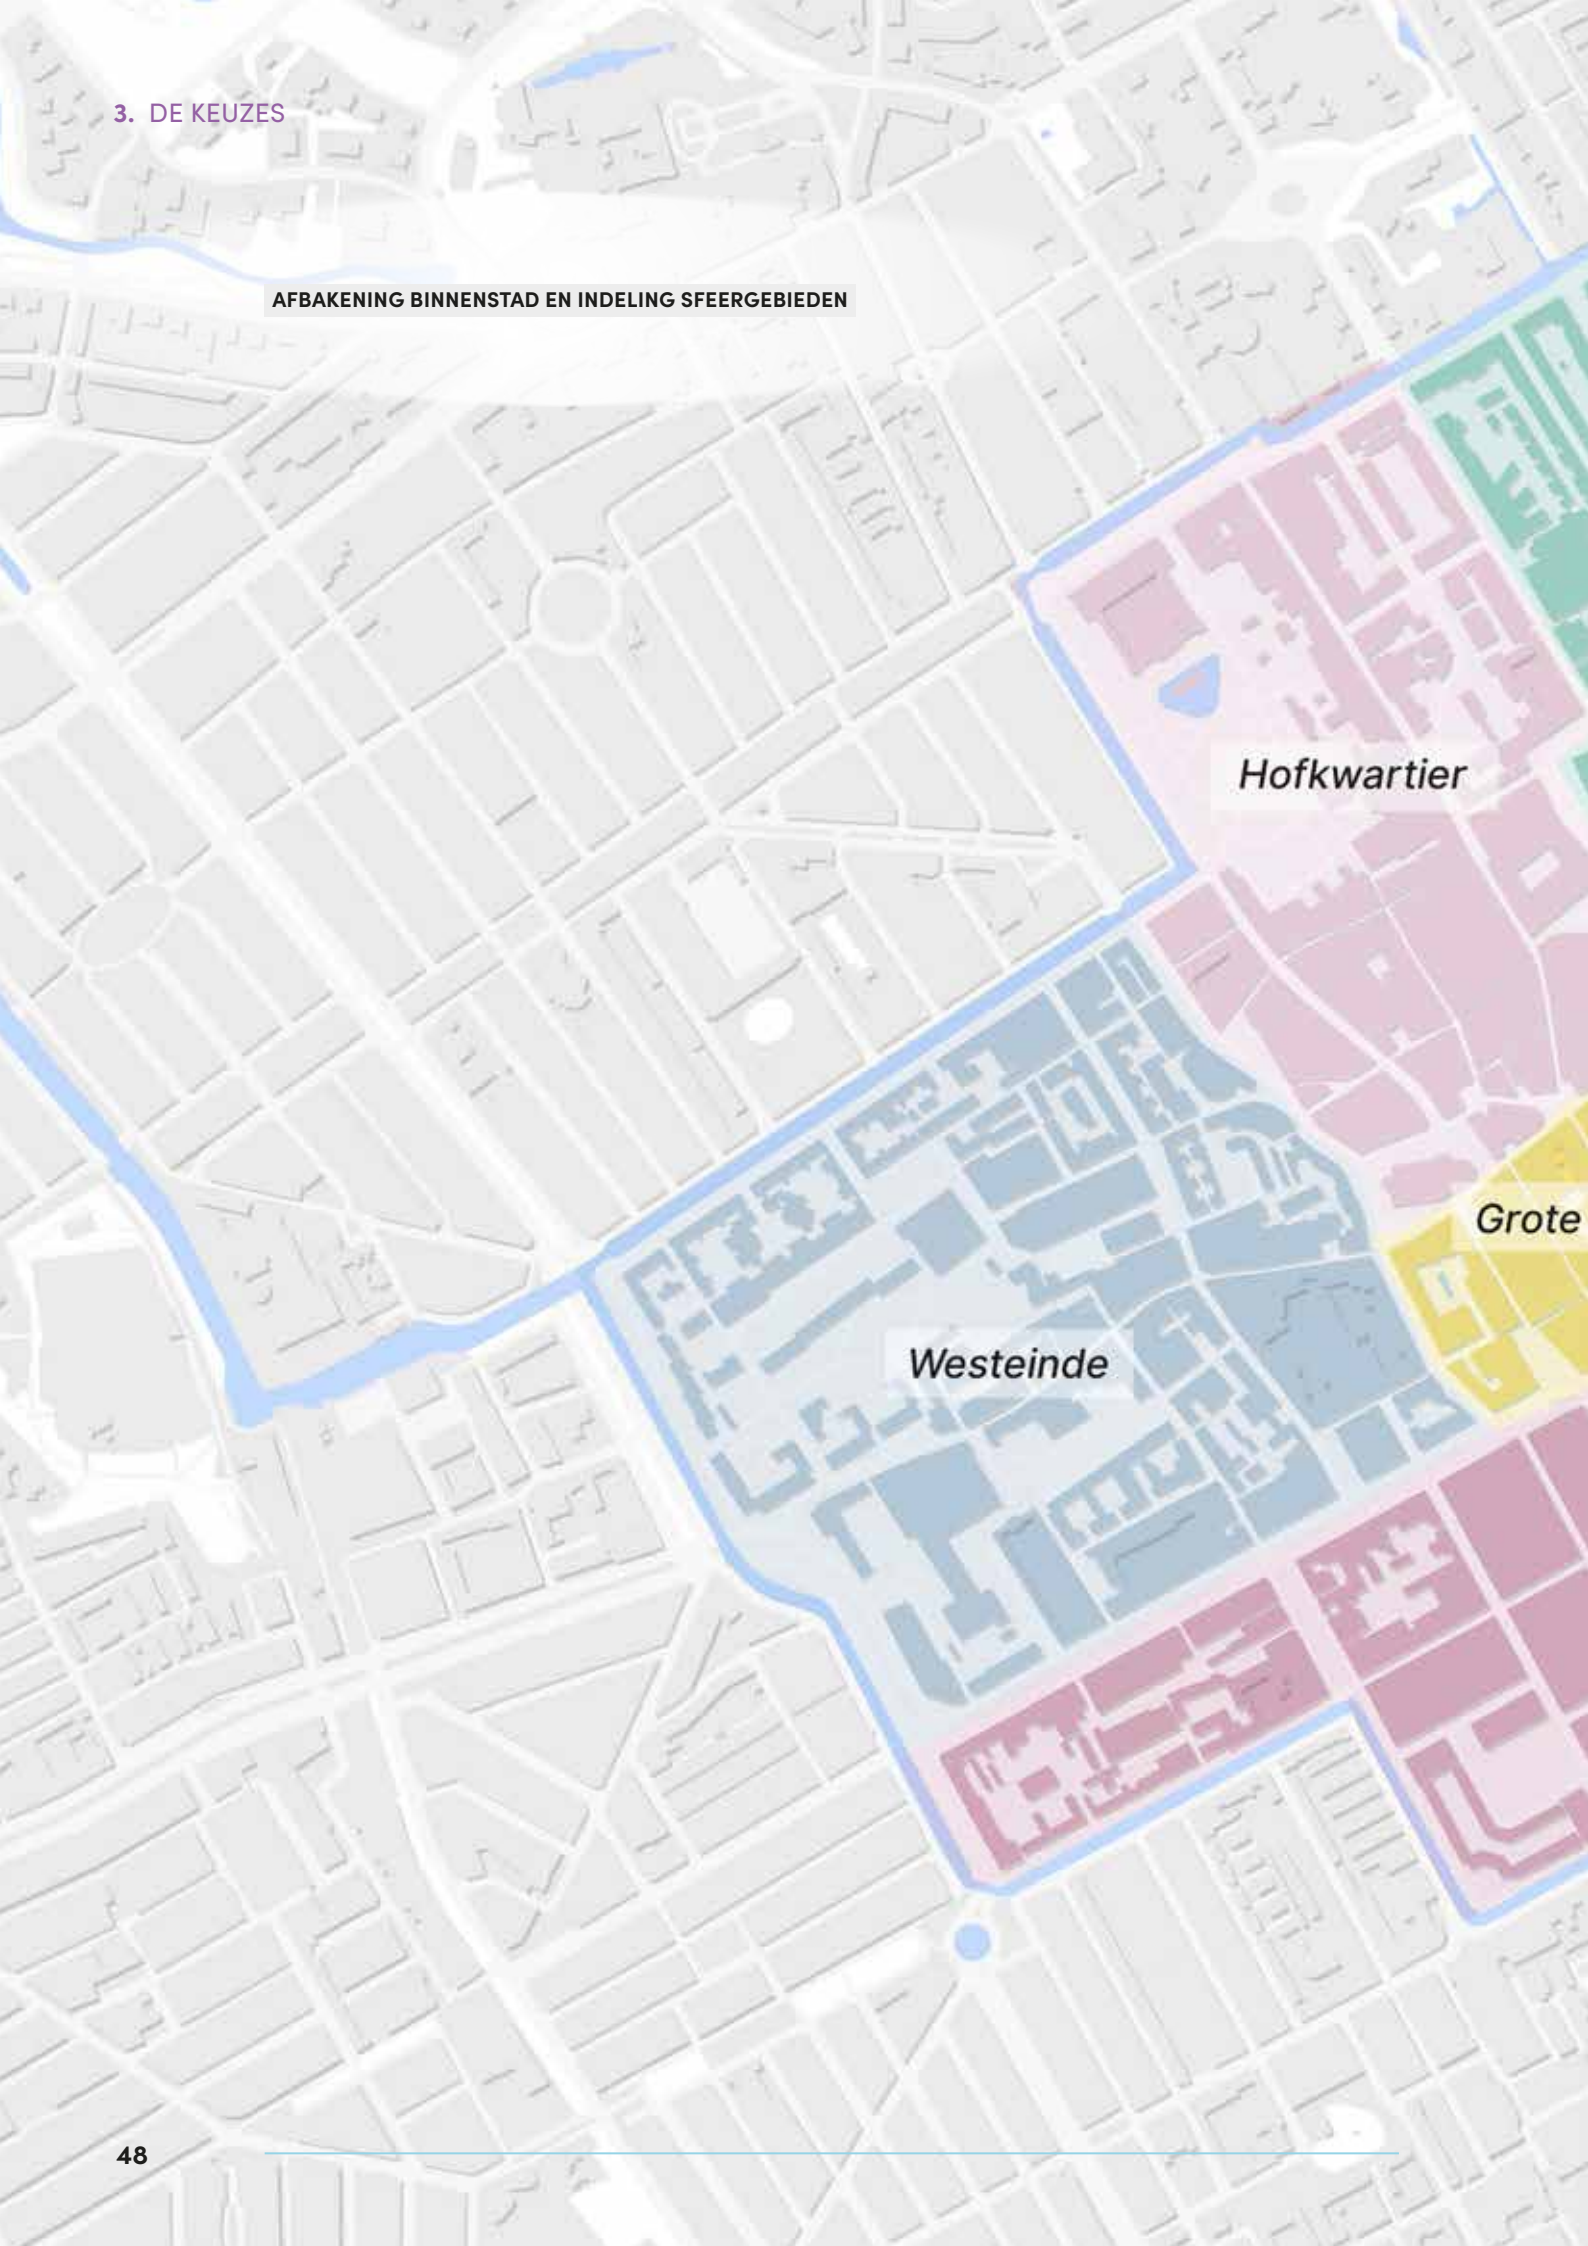 3. DE KEUZES
AFBAKENING BINNENSTAD EN INDELING SFEERGEBIEDEN
Hofkwartier
Grote
Westeinde
48